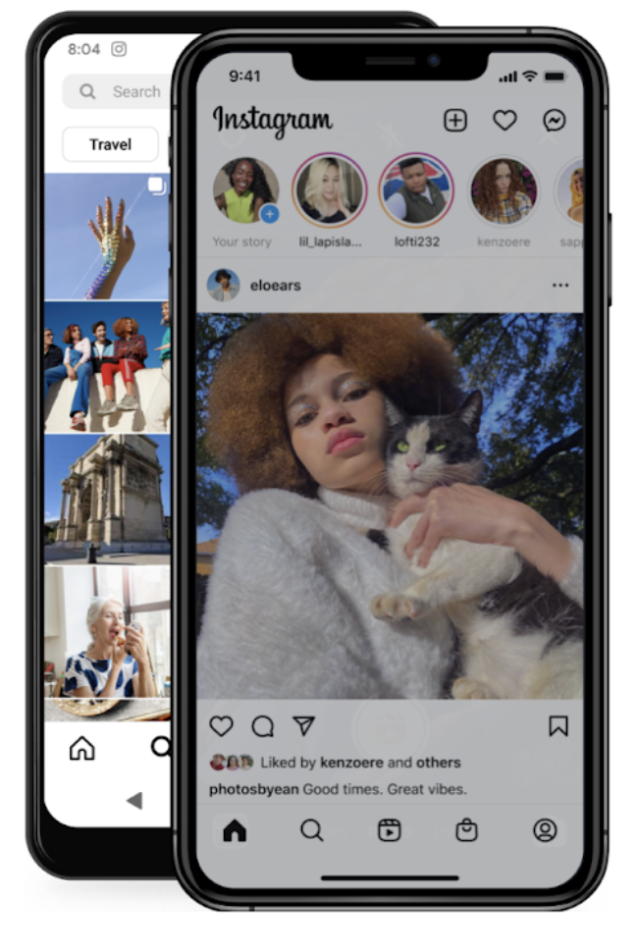 8:04
Search
Travel
9:41
Instagram
Your story
lil_lapisla...
lofti232
kenzoere
eloears
Liked by kenzoere and others
photosbyean Good times. Great vibes.